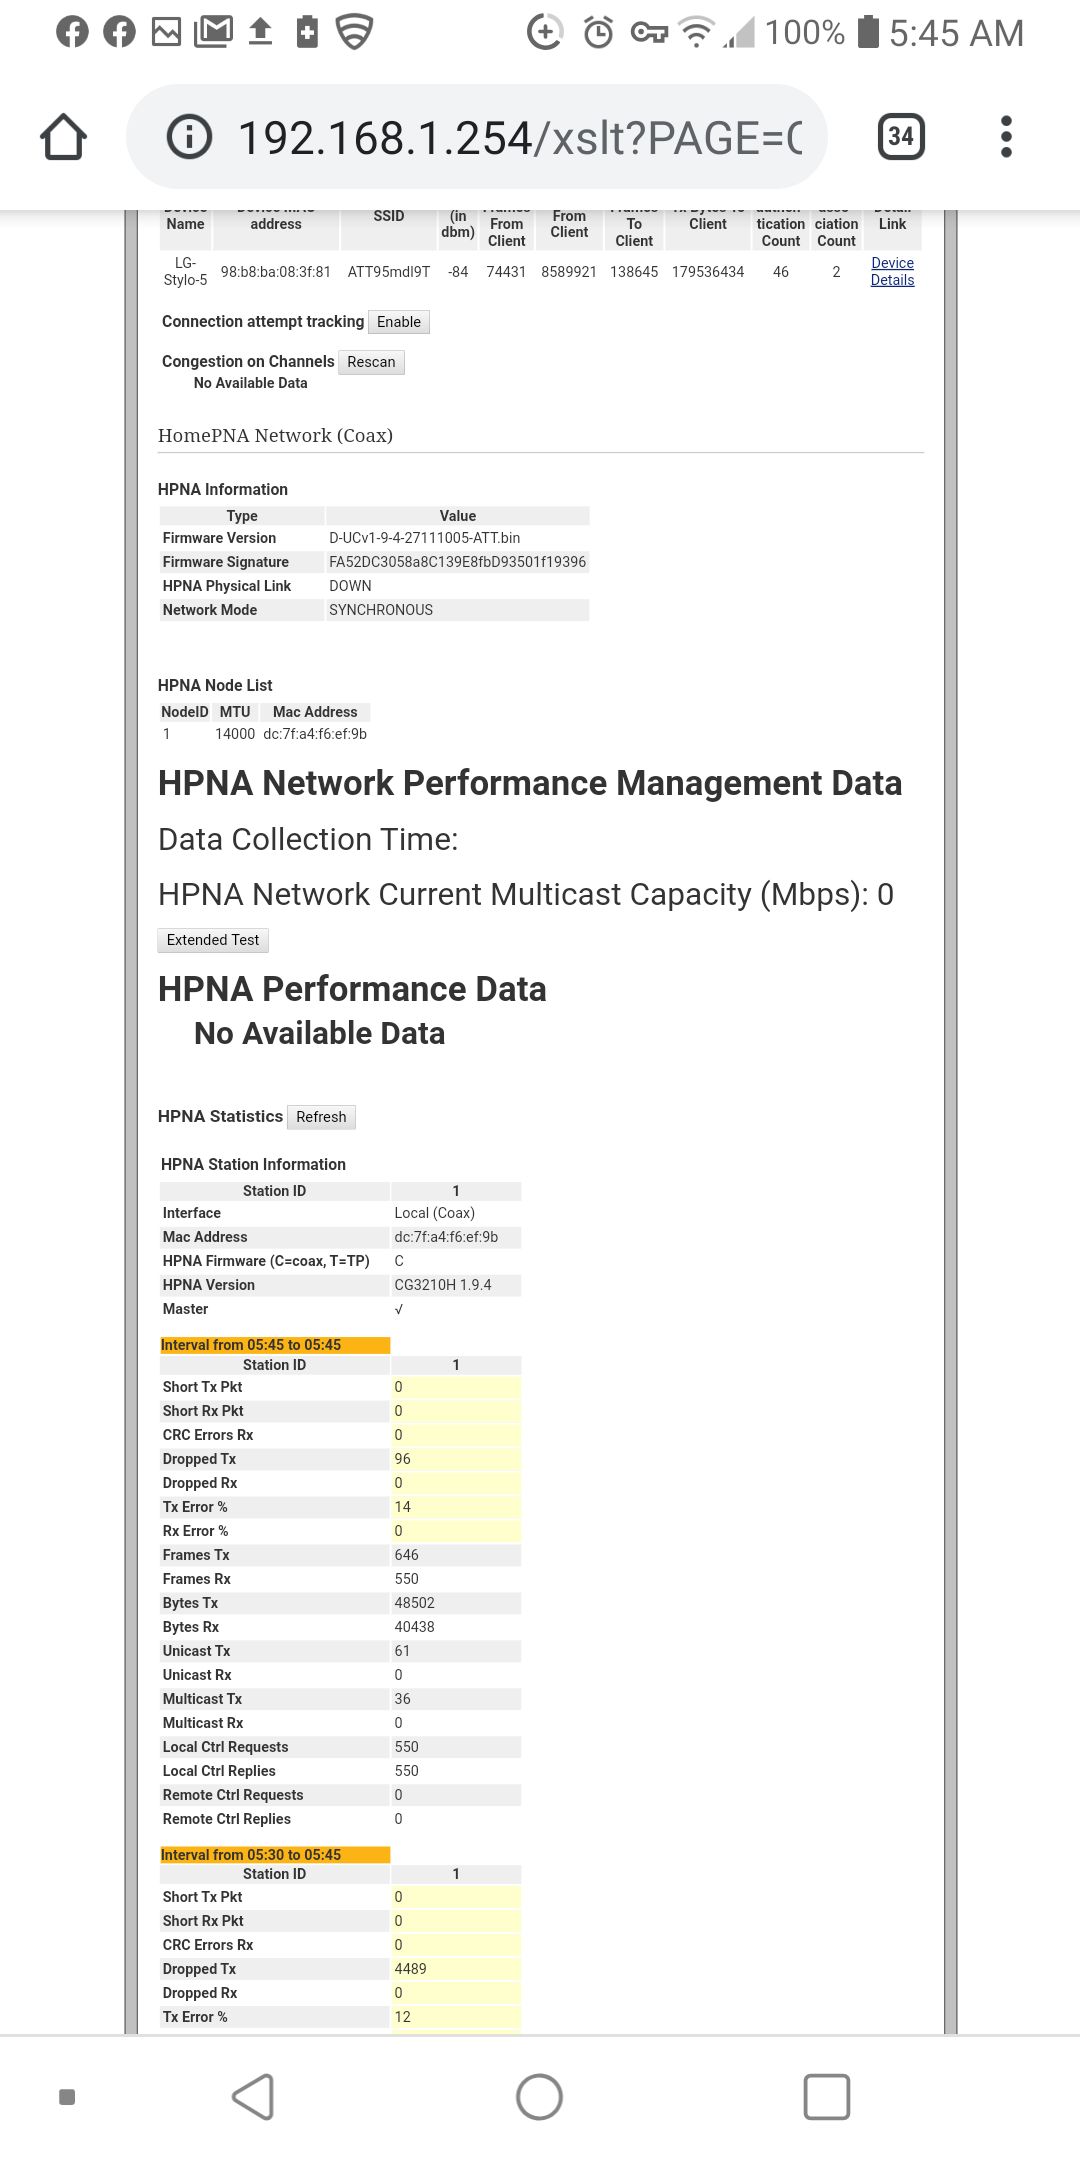 100% 5:45 AM
192.168.1.254/xslt?PAGE=C
34
Name address SSID (in dbm) From Client From Client To Client Client tication Count ciation Count Link
LG-Stylo-5 98:b8:ba:08:3f:81 ATT95mdl9T -84 74431 8589921 138645 179536434 46 2 Device Details
Connection attempt tracking Enable
Congestion on Channels Rescan
No Available Data
HomePNA Network (Coax)
HPNA Information
Type Value
Firmware Version D-UCv1-9-4-27111005-ATT.bin
Firmware Signature FA52DC3058a8C139E8fbD93501f19396
HPNA Physical Link DOWN
Network Mode SYNCHRONOUS
HPNA Node List
NodeID MTU Mac Address
1 14000 dc:7f:a4:f6:ef:9b
HPNA Network Performance Management Data
Data Collection Time:
HPNA Network Current Multicast Capacity (Mbps): 0
Extended Test
HPNA Performance Data
No Available Data
HPNA Statistics Refresh
HPNA Station Information
Station ID 1
Interface Local (Coax)
Mac Address dc:7f:a4:f6:ef:9b
HPNA Firmware (C=coax, T=TP) C
HPNA Version CG3210H 1.9.4
Master √
Interval from 05:45 to 05:45
Station ID 1
Short Tx Pkt 0
Short Rx Pkt 0
CRC Errors Rx 0
Dropped Tx 96
Dropped Rx 0
Tx Error % 14
Rx Error % 0
Frames Tx 646
Frames Rx 550
Bytes Tx 48502
Bytes Rx 40438
Unicast Tx 61
Unicast Rx 0
Multicast Tx 36
Multicast Rx 0
Local Ctrl Requests 550
Local Ctrl Replies 550
Remote Ctrl Requests 0
Remote Ctrl Replies 0
Interval from 05:30 to 05:45
Station ID 1
Short Tx Pkt 0
Short Rx Pkt 0
CRC Errors Rx 0
Dropped Tx 4489
Dropped Rx 0
Tx Error % 12